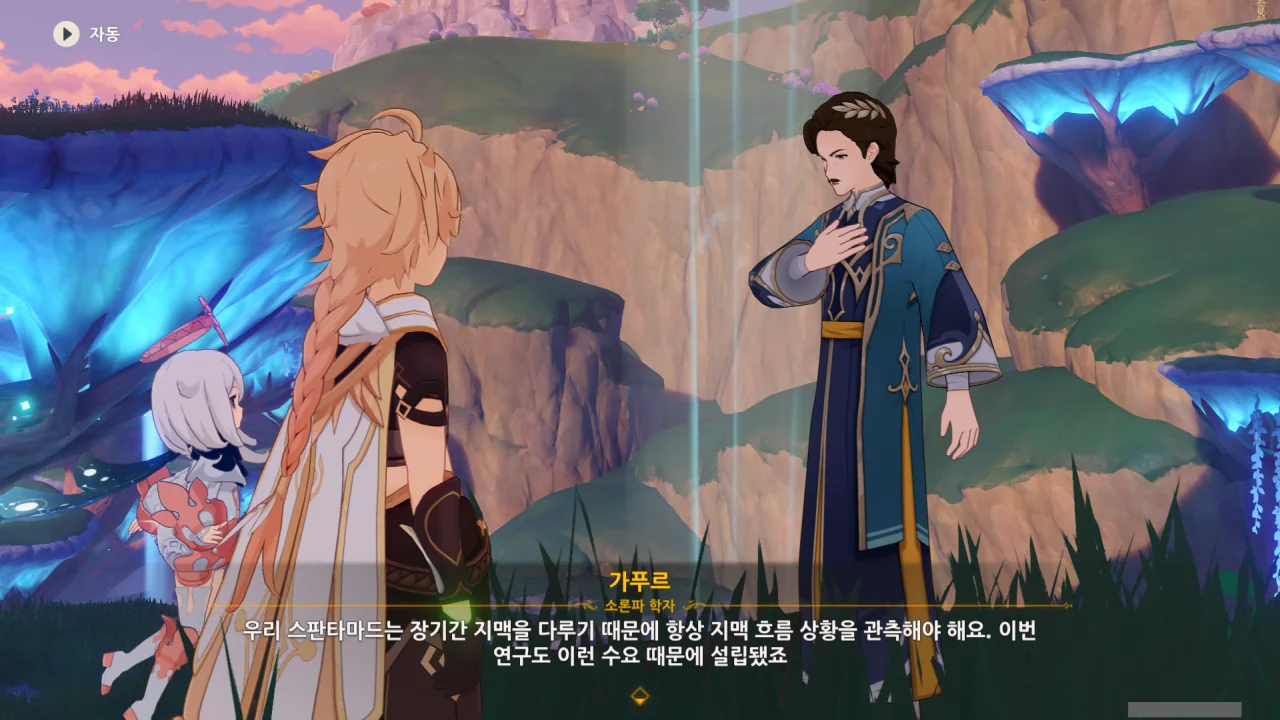 자동
가푸르
소론파 학자
우리 스판타마드는 장기간 지맥을 다루기 때문에 항상 지맥 흐름 상황을 관측해야 해요. 이번
연구도 이런 수요 때문에 설립됐죠